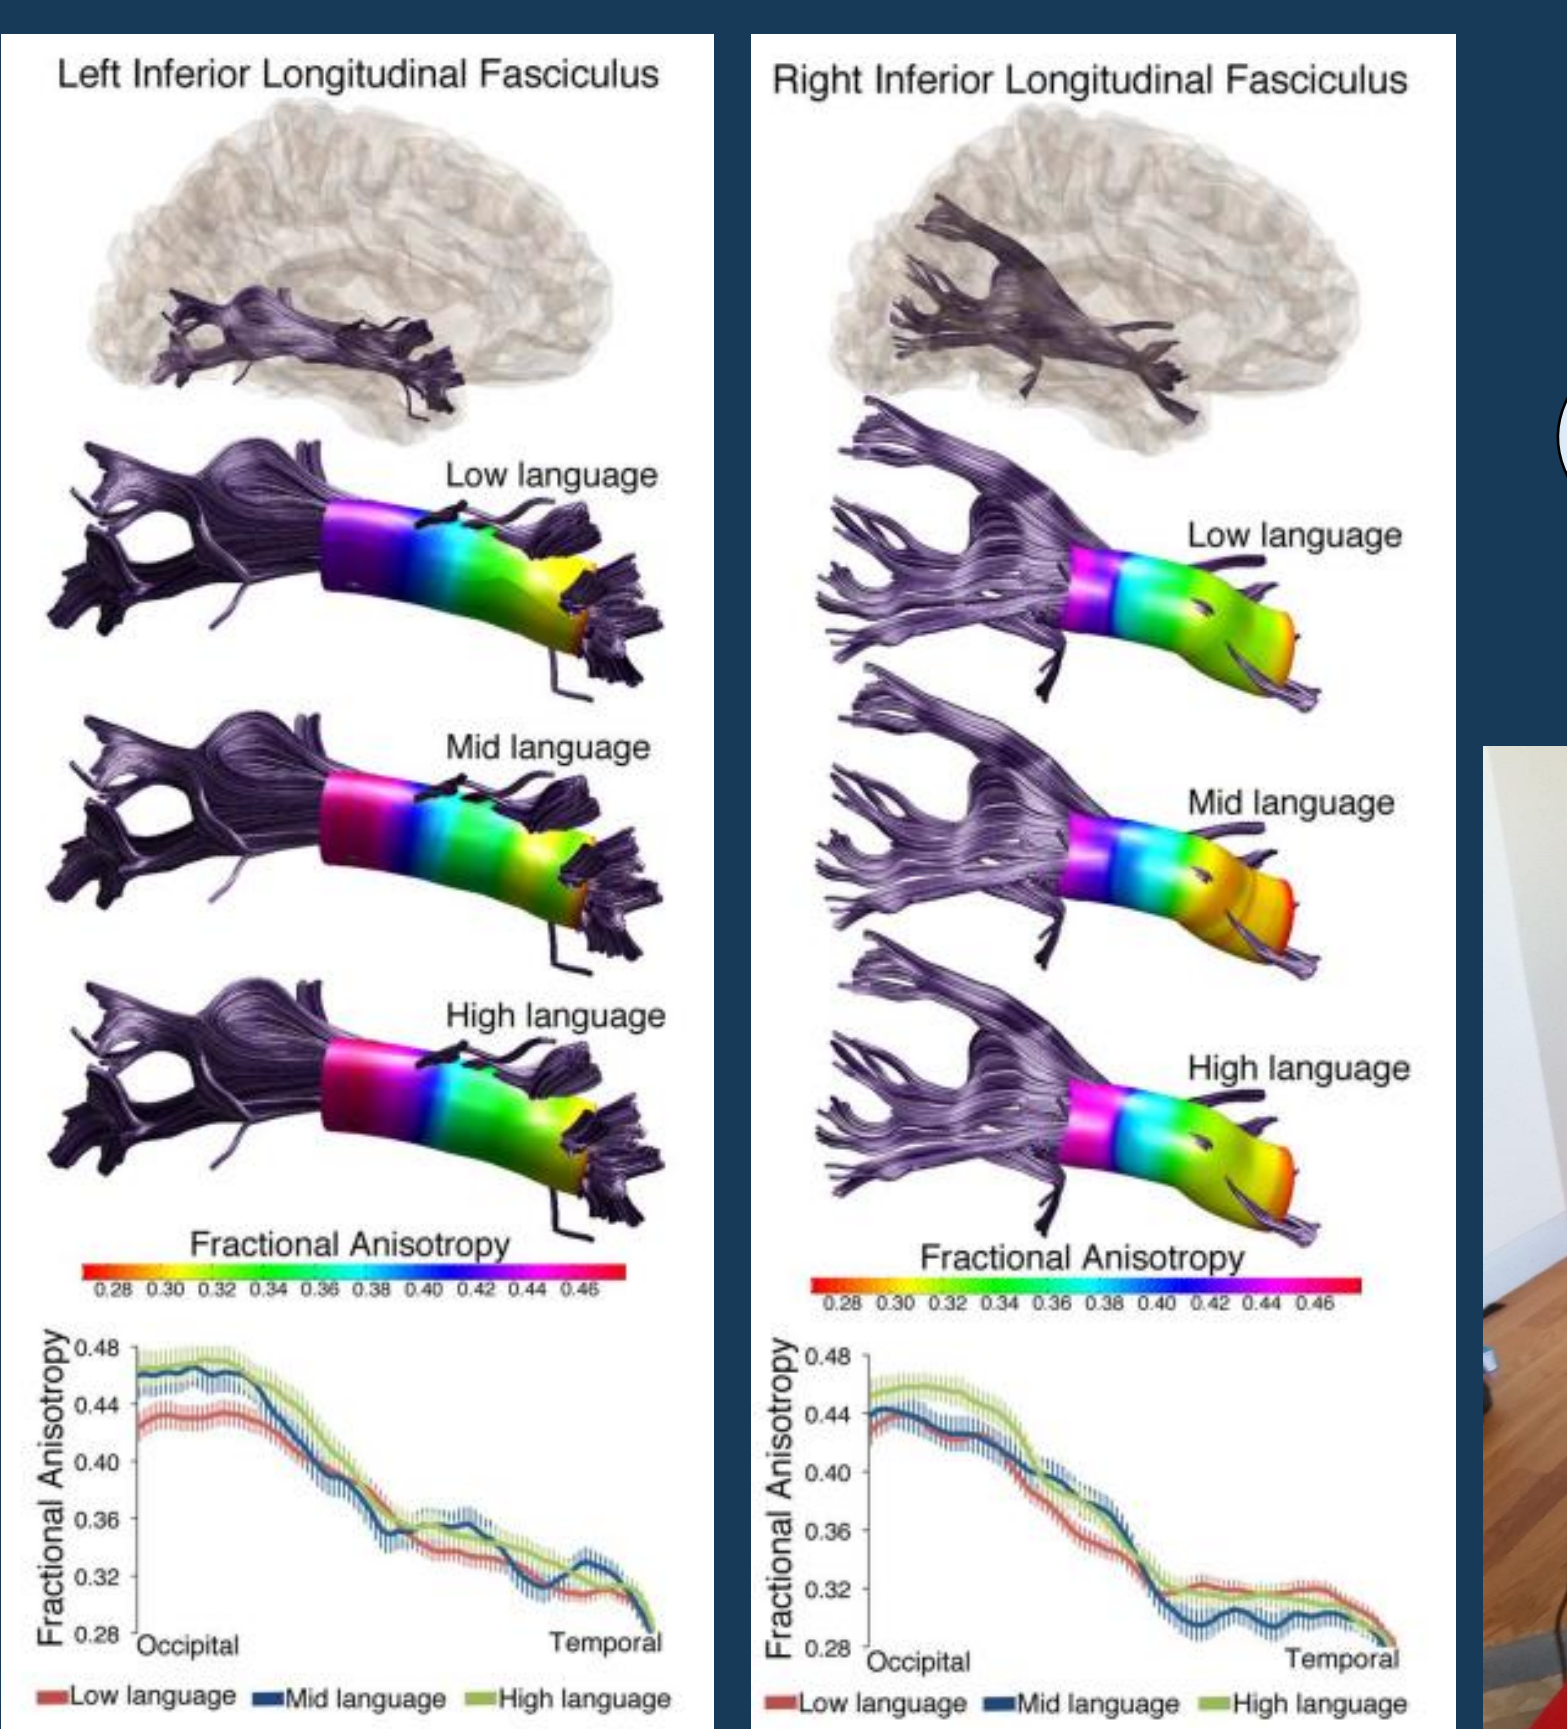 Left Inferior Longitudinal Fasciculus
Low language
Mid language
High language
Fractional Anisotropy
0.28 0.30 0.32 0.34 0.36 0.38 0.40 0.42 0.44 0.46
Fractional Anisotropy
0.48
0.44
0.40
0.36
0.32
0.28
Occipital Temporal
Low language Mid language High language
Right Inferior Longitudinal Fasciculus
Low language
Mid language
High language
Fractional Anisotropy
0.28 0.30 0.32 0.34 0.36 0.38 0.40 0.42 0.44 0.46
Fractional Anisotropy
0.48
0.44
0.40
0.36
0.32
0.28
Occipital Temporal
Low language Mid language High language